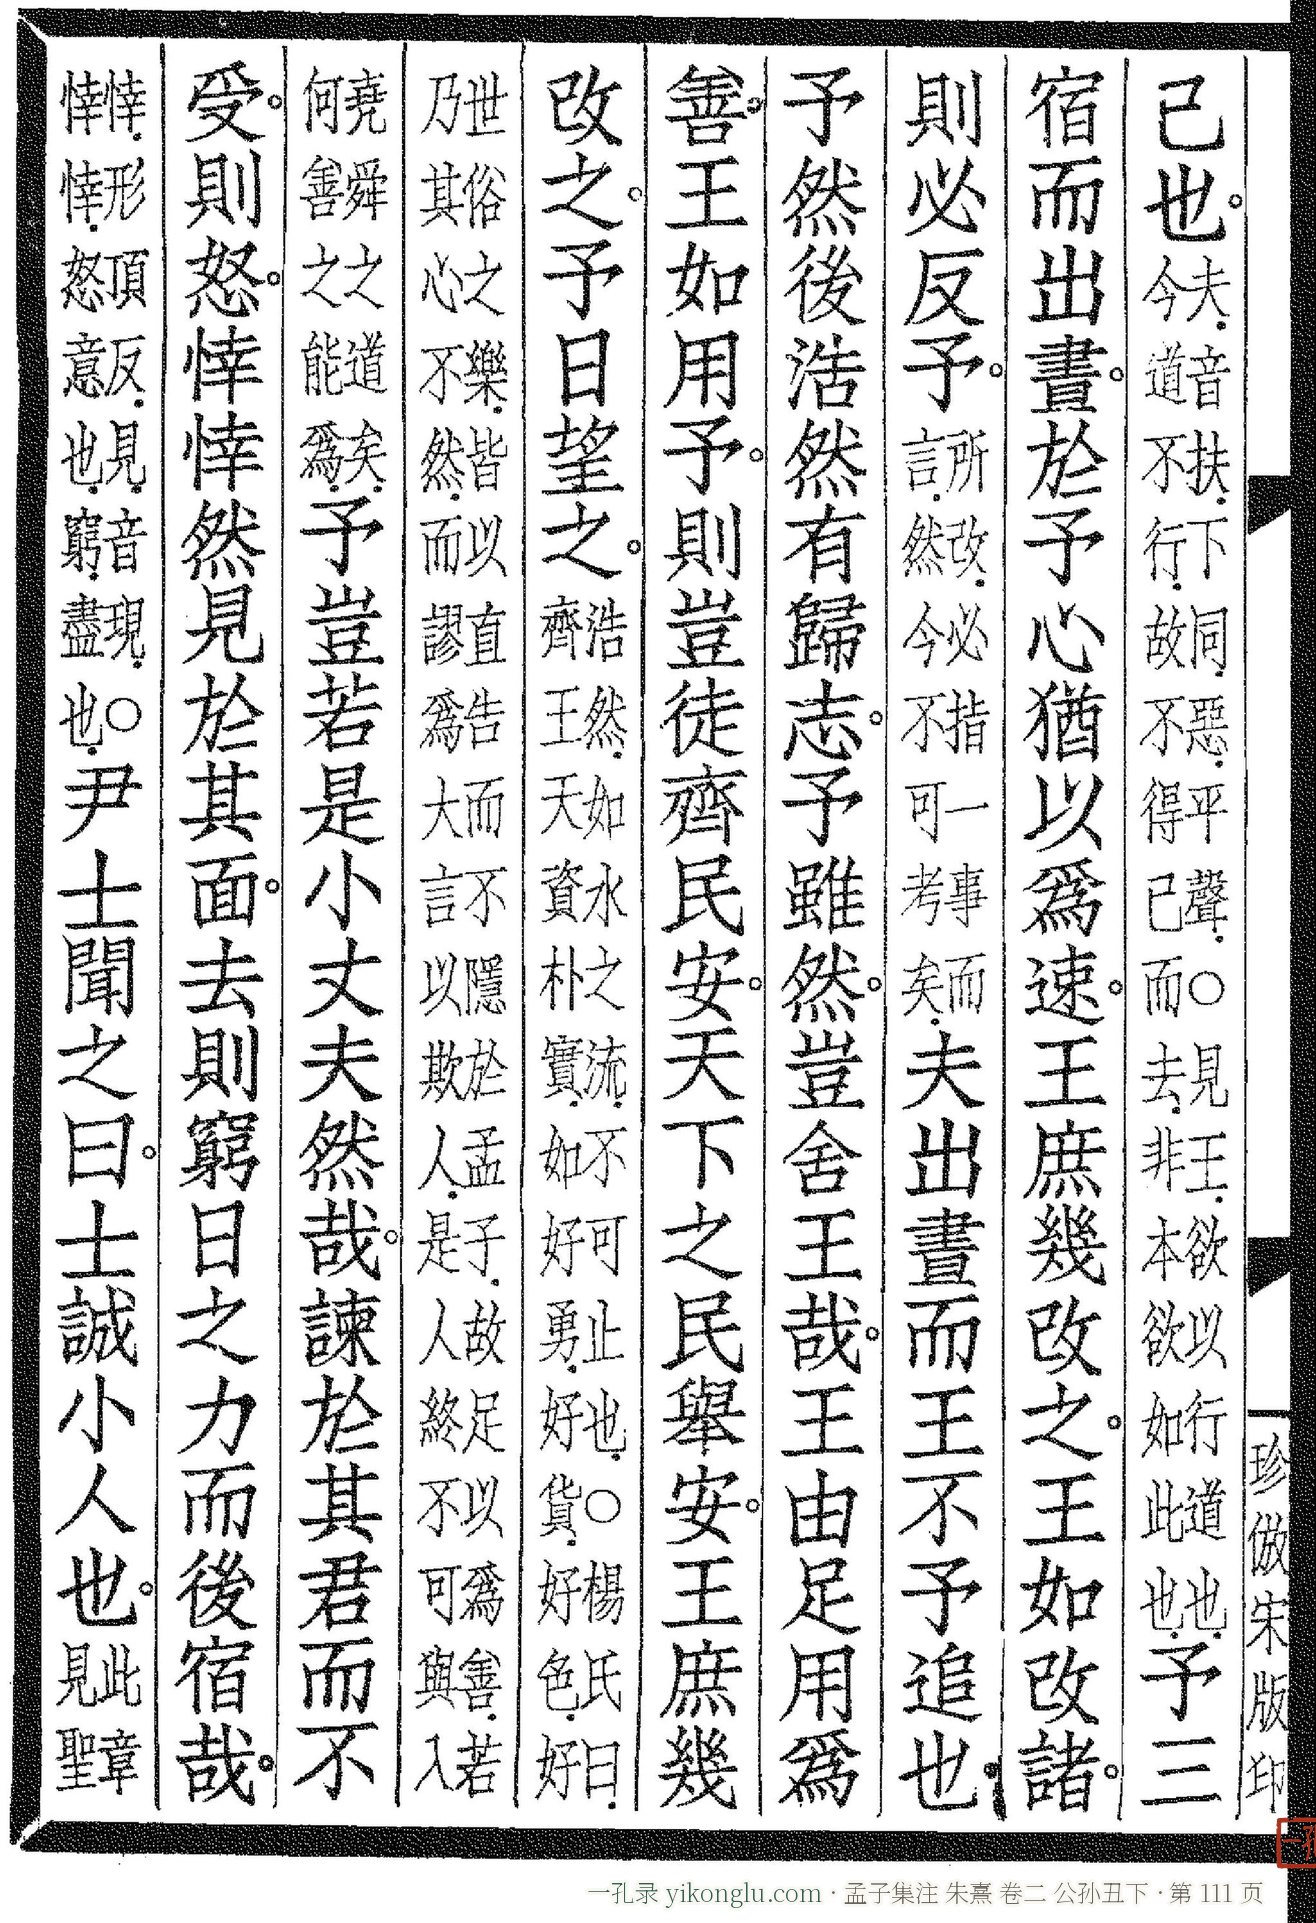 珍倣宋版印
己也。夫.音扶.下同.惡.平聲.○見王.欲以行道也.今道不行.故不得已而去.非本欲如此也.予三
宿而出晝。於予心猶以爲速。王庶幾改之。王如改諸。
則必反予。所改.必指一事而言.然今不可考矣.夫出晝而王不予追也。
予然後浩然有歸志。予雖然。豈舍王哉。王由足用爲
善。王如用予。則豈徒齊民安。天下之民舉安。王庶幾
改之。予日望之。浩然.如水之流.不可止也.○楊氏曰.齊王天資朴實.如好勇.好貨.好色.好
世俗之樂.皆以直告而不隱於孟子.故足以爲善.若乃其心不然.而謬爲大言以欺人.是人終不可與入
堯舜之道矣.何善之能爲.予豈若是小丈夫然哉。諫於其君而不
受。則怒。悻悻然見於其面。去則窮日之力而後宿哉。
悻.形頂反.見.音現.○悻悻.怒意也.窮.盡也.尹士聞之曰。士誠小人也。此章見聖
一孔录 yikonglu.com · 孟子集注 朱熹 卷二 公孙丑下 · 第 111 页